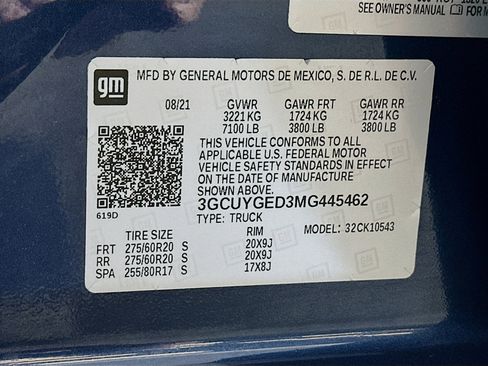 SEE OWNER'S MANUAL
gm
MFD BY GENERAL MOTORS DE MEXICO, S. DE R.L. DE C.V.
08/21 GVWR GAWR FRT GAWR RR
3221 KG 1724 KG 1724 KG
7100 LB 3800 LB 3800 LB
THIS VEHICLE CONFORMS TO ALL
APPLICABLE U.S. FEDERAL MOTOR
VEHICLE SAFETY STANDARDS IN EFFECT
ON THE DATE OF MANUFACTURE
SHOWN ABOVE.
3GCUYGED3MG445462
619D
TYPE: TRUCK MODEL: 32CK10543
TIRE SIZE RIM
FRT 275/60R20 S 20X9J
RR 275/60R20 S 20X9J
SPA 255/80R17 S 17X8J